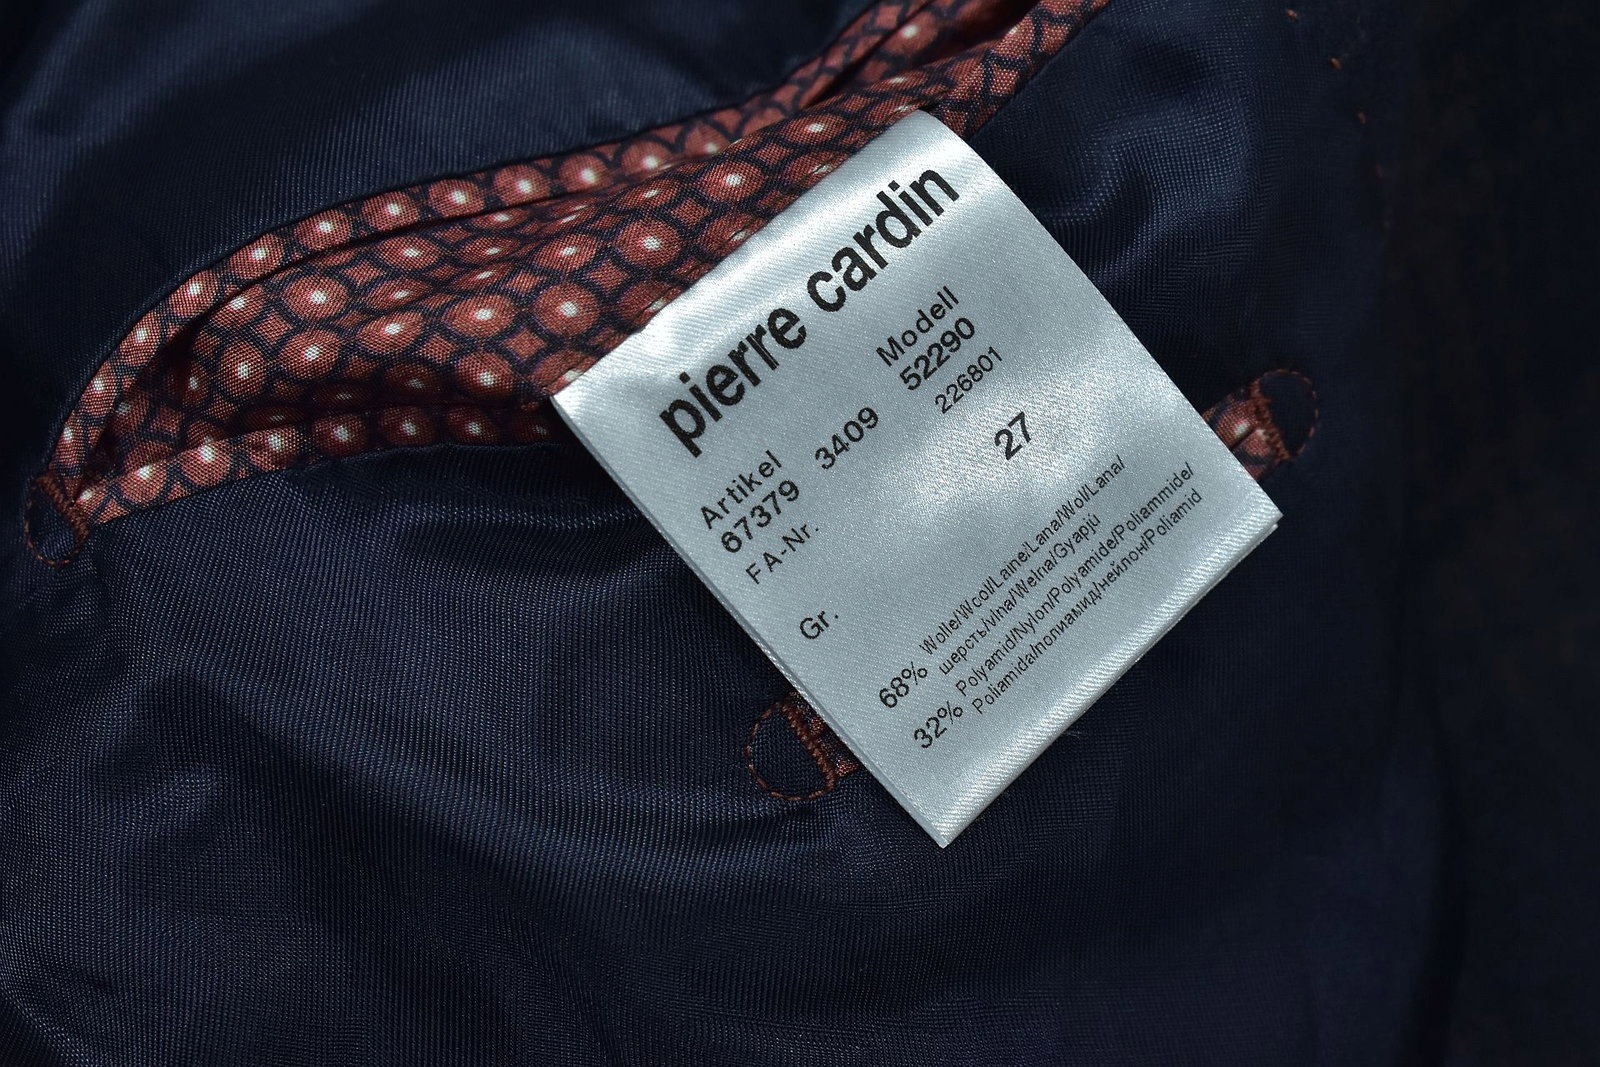 pierre cardin
Artikel Modell
67379 3409 52290
FA-Nr. 226801
Gr. 27
68% Wolle/Wool/Laine/Lana/Wol/Lana/
шерсть/vlna/Wełna/Gyapjú
32% Polyamid/Nylon/Polyamide/Poliammide/
Poliamida/полиамид/нейлон/Poliamid